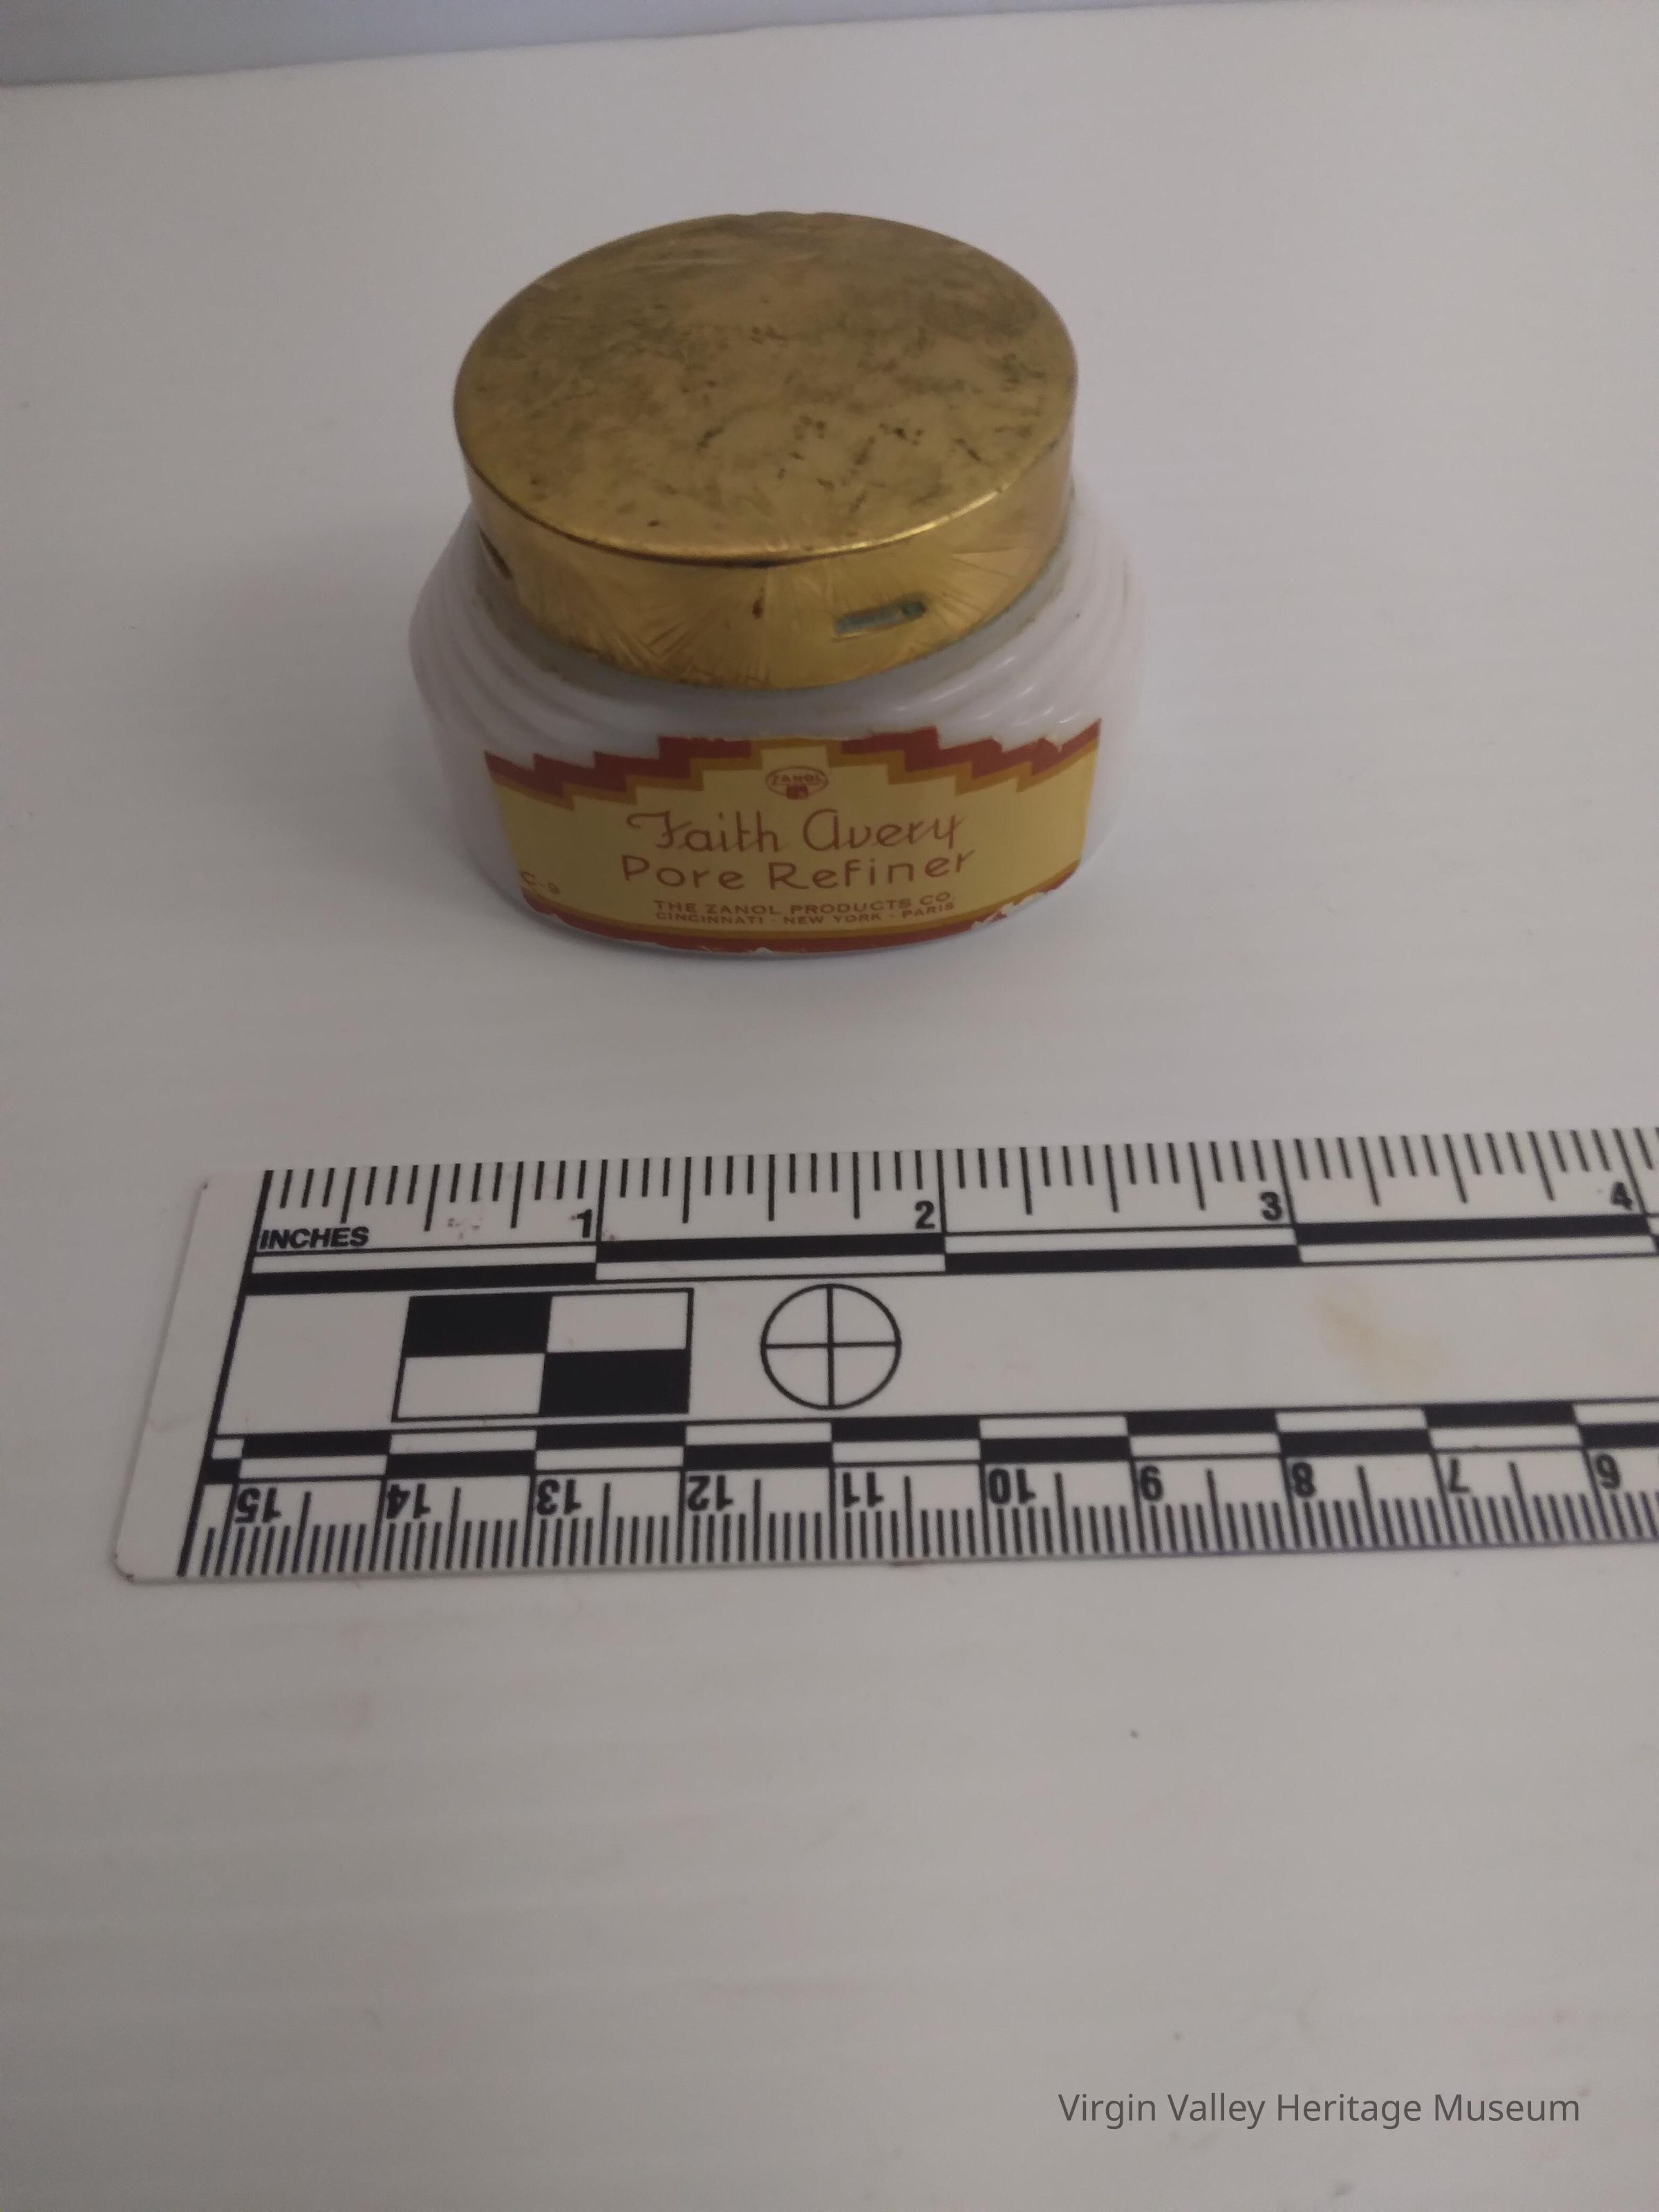 ZANOL
Faith Avery
Pore Refiner
C-9
THE ZANOL PRODUCTS CO.
CINCINNATI - NEW YORK - PARIS
1 2 3 4
INCHES
15 14 13 12 11 10 9 8 7 6
Virgin Valley Heritage Museum